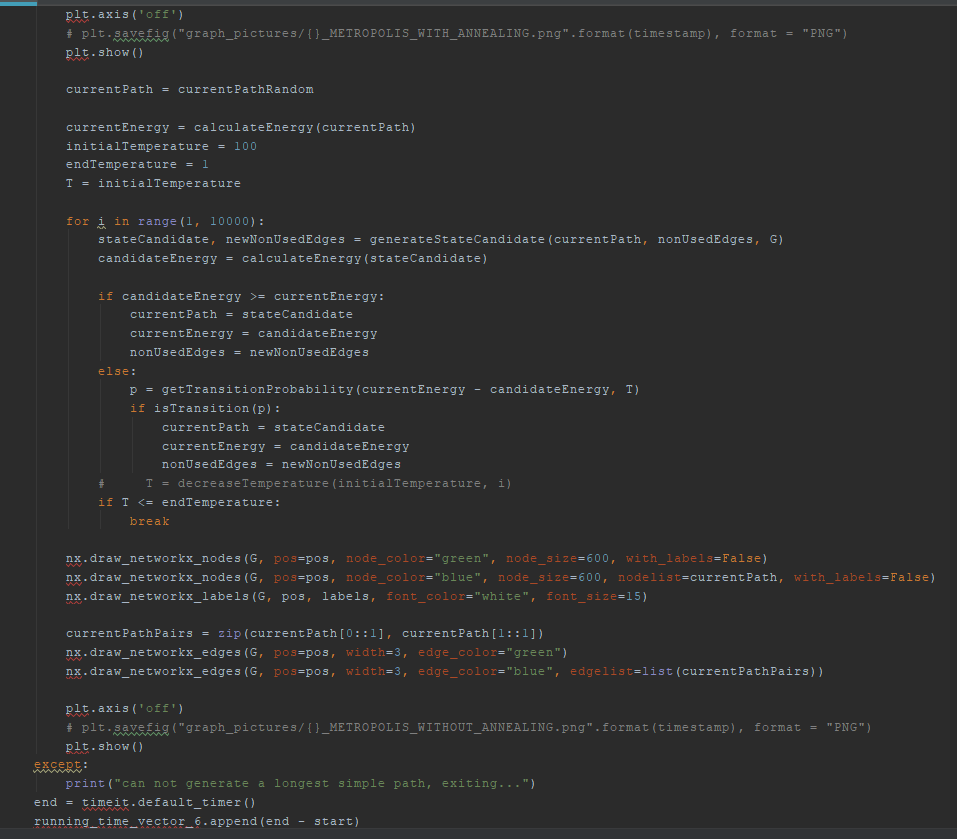 plt.axis('off')
# plt.savefig("graph_pictures/{}_METROPOLIS_WITH_ANNEALING.png".format(timestamp), format = "PNG")
plt.show()
currentPath = currentPathRandom
currentEnergy = calculateEnergy(currentPath)
initialTemperature = 100
endTemperature = 1
T = initialTemperature
for i in range(1, 10000):
stateCandidate, newNonUsedEdges = generateStateCandidate(currentPath, nonUsedEdges, G)
candidateEnergy = calculateEnergy(stateCandidate)
if candidateEnergy >= currentEnergy:
currentPath = stateCandidate
currentEnergy = candidateEnergy
nonUsedEdges = newNonUsedEdges
else:
p = getTransitionProbability(currentEnergy - candidateEnergy, T)
if isTransition(p):
currentPath = stateCandidate
currentEnergy = candidateEnergy
nonUsedEdges = newNonUsedEdges
#     T = decreaseTemperature(initialTemperature, i)
if T <= endTemperature:
break
nx.draw_networkx_nodes(G, pos=pos, node_color="green", node_size=600, with_labels=False)
nx.draw_networkx_nodes(G, pos=pos, node_color="blue", node_size=600, nodelist=currentPath, with_labels=False)
nx.draw_networkx_labels(G, pos, labels, font_color="white", font_size=15)
currentPathPairs = zip(currentPath[0::1], currentPath[1::1])
nx.draw_networkx_edges(G, pos=pos, width=3, edge_color="green")
nx.draw_networkx_edges(G, pos=pos, width=3, edge_color="blue", edgelist=list(currentPathPairs))
plt.axis('off')
# plt.savefig("graph_pictures/{}_METROPOLIS_WITHOUT_ANNEALING.png".format(timestamp), format = "PNG")
plt.show()
except:
print("can not generate a longest simple path, exiting...")
end = timeit.default_timer()
running_time_vector_6.append(end - start)